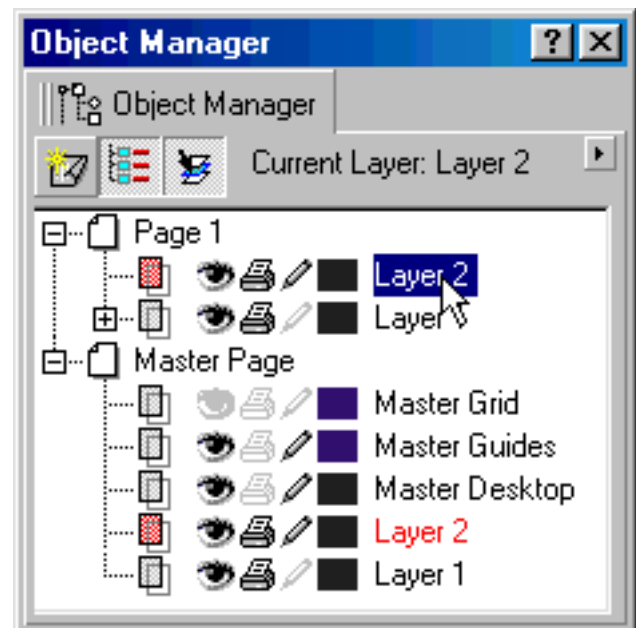 Object Manager
Object Manager
Current Layer: Layer 2
Page 1
Layer 2
Layer
Master Page
Master Grid
Master Guides
Master Desktop
Layer 2
Layer 1